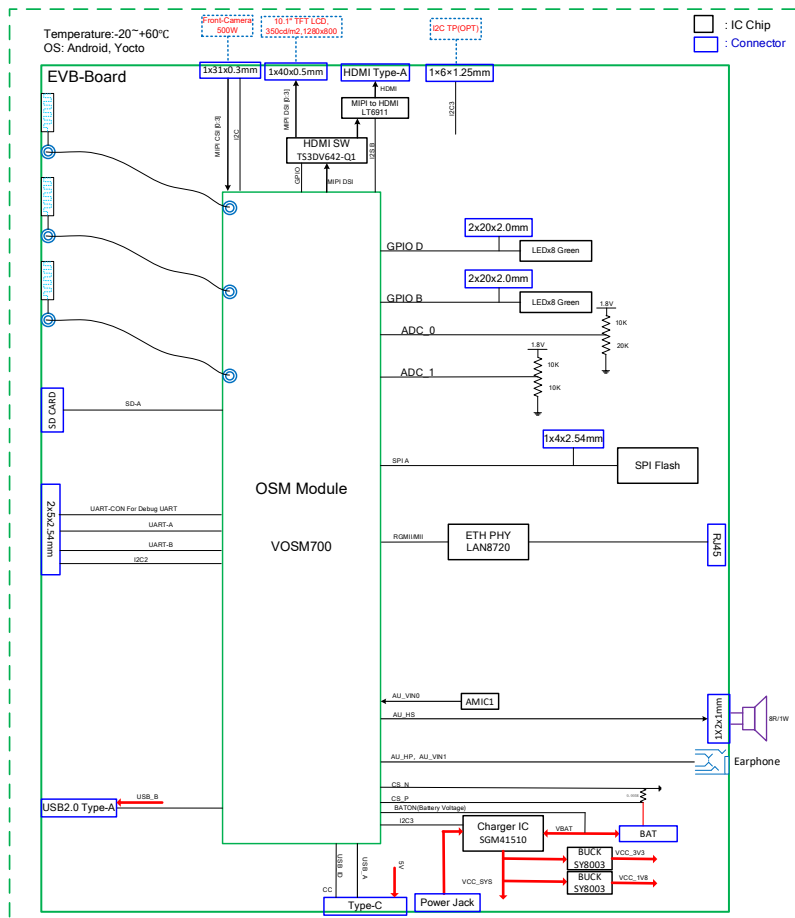 Temperature:-20~+60℃
OS: Android, Yocto
Front-Camera
500W
10.1" TFT LCD,
350cd/m2,1280x800
I2C TP(OPT)
: IC Chip
: Connector
EVB-Board
1x31x0.3mm
1x40x0.5mm
HDMI Type-A
1×6×1.25mm
MIPI CSI [0:3]
I2C
MIPI DSI [0:3]
HDMI
MIPI to HDMI
LT6911
I2C3
HDMI SW
TS3DV642-Q1
GPIO
MIPI DSI
I2S B
GPIO D
2x20x2.0mm
LEDx8 Green
GPIO B
2x20x2.0mm
LEDx8 Green
1.8V
10K
20K
ADC_0
1.8V
10K
10K
ADC_1
SD CARD
SD-A
1x4x2.54mm
SPI A
SPI Flash
OSM Module
VOSM700
2x5x2.54mm
UART-CON For Debug UART
UART-A
UART-B
I2C2
RGMII/MII
ETH PHY
LAN8720
RJ45
AU_VIN0
AMIC1
AU_HS
1X2x1mm
8R/1W
AU_HP, AU_VIN1
Earphone
CS_N
CS_P
BATON(Battery Voltage)
I2C3
USB2.0 Type-A
USB_B
Charger IC
SGM41510
VBAT
BAT
BUCK
SY8003
VCC_3V3
BUCK
SY8003
VCC_1V8
VCC_SYS
USB_ID
USB_A
5V
CC
Type-C
Power Jack